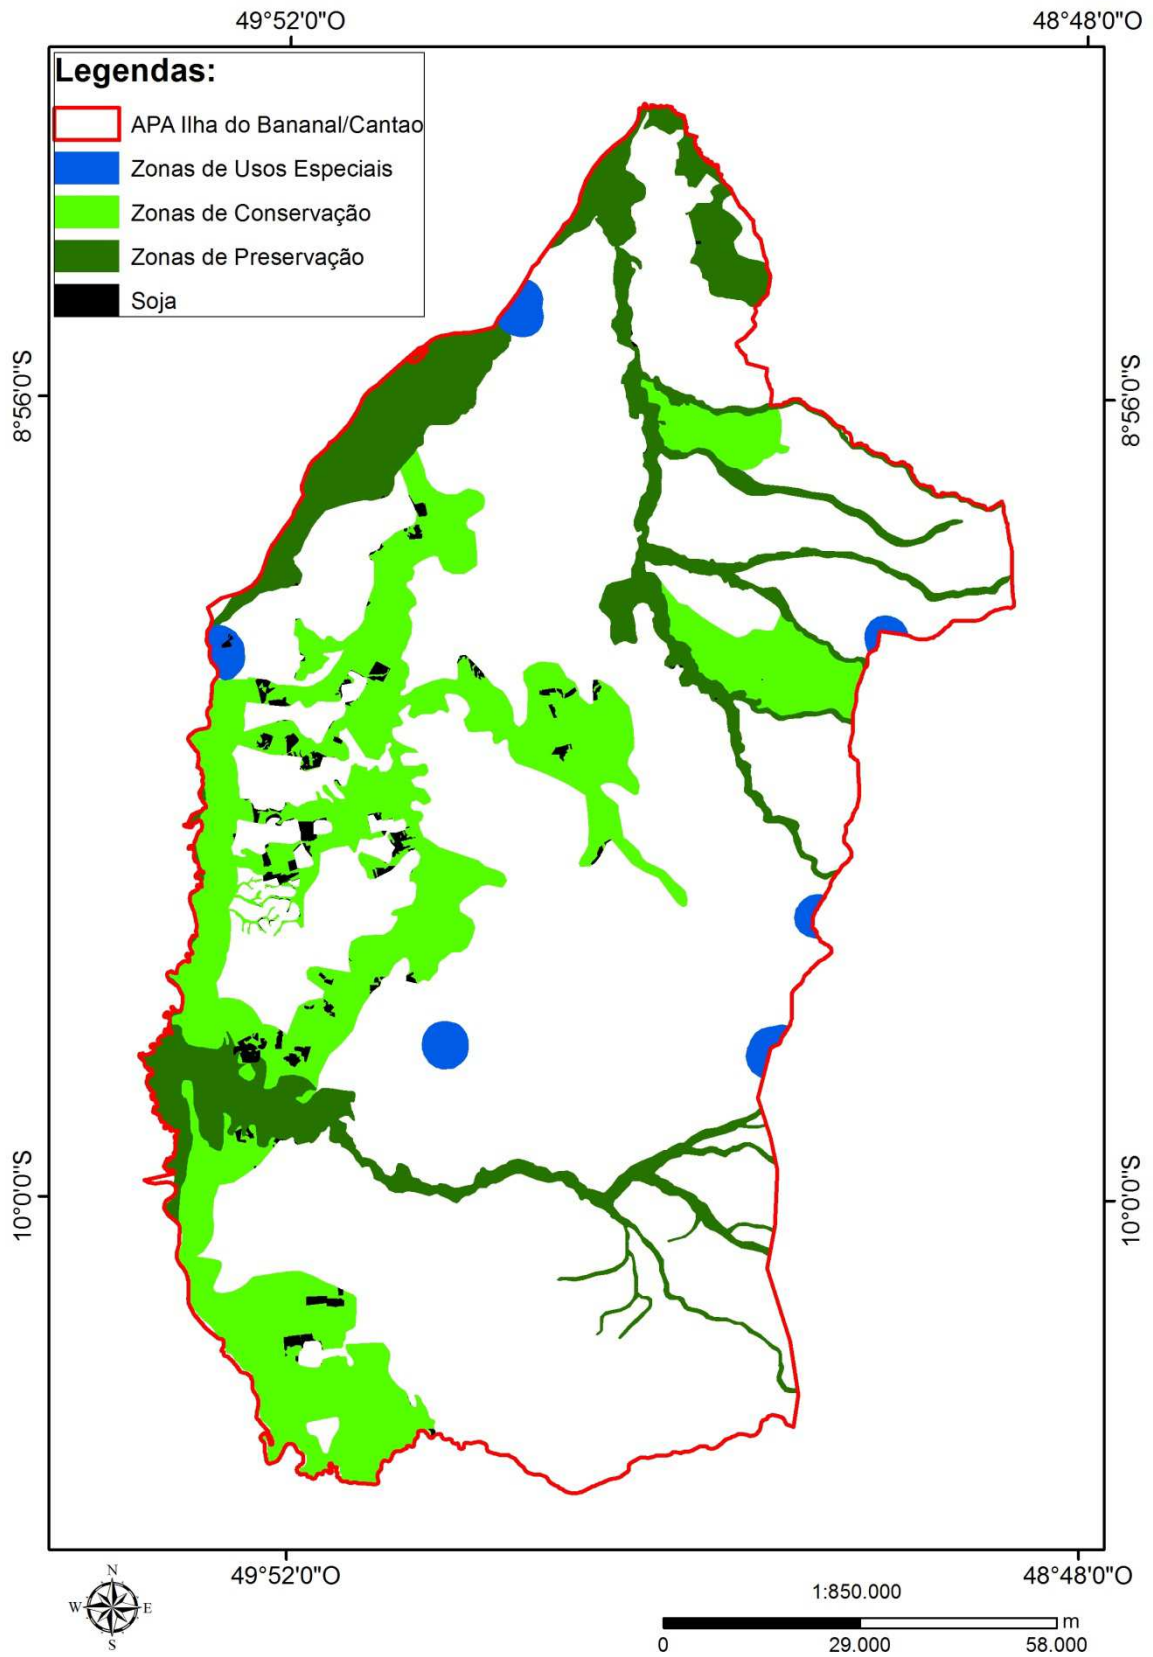 49°52'0"O
48°48'0"O
Legendas:
APA Ilha do Bananal/Cantao
Zonas de Usos Especiais
Zonas de Conservação
Zonas de Preservação
Soja
8°56'0"S
8°56'0"S
10°0'0"S
10°0'0"S
49°52'0"O
48°48'0"O
N
W
E
S
1:850.000
m
0
29.000
58.000